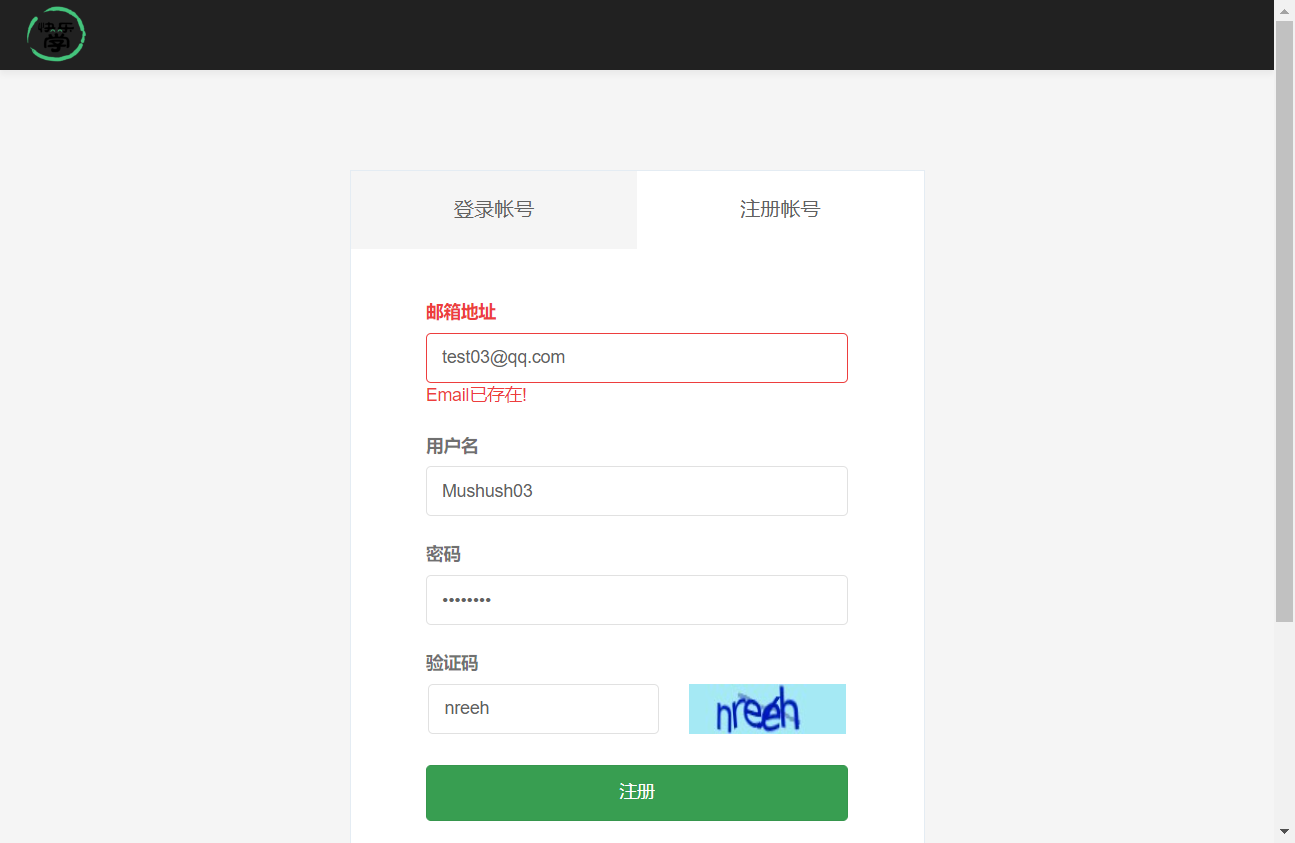 快乐
學
登录帐号
注册帐号
邮箱地址
test03@qq.com
Email已存在!
用户名
Mushush03
密码
••••••••
验证码
nreeh
nreeh
注册